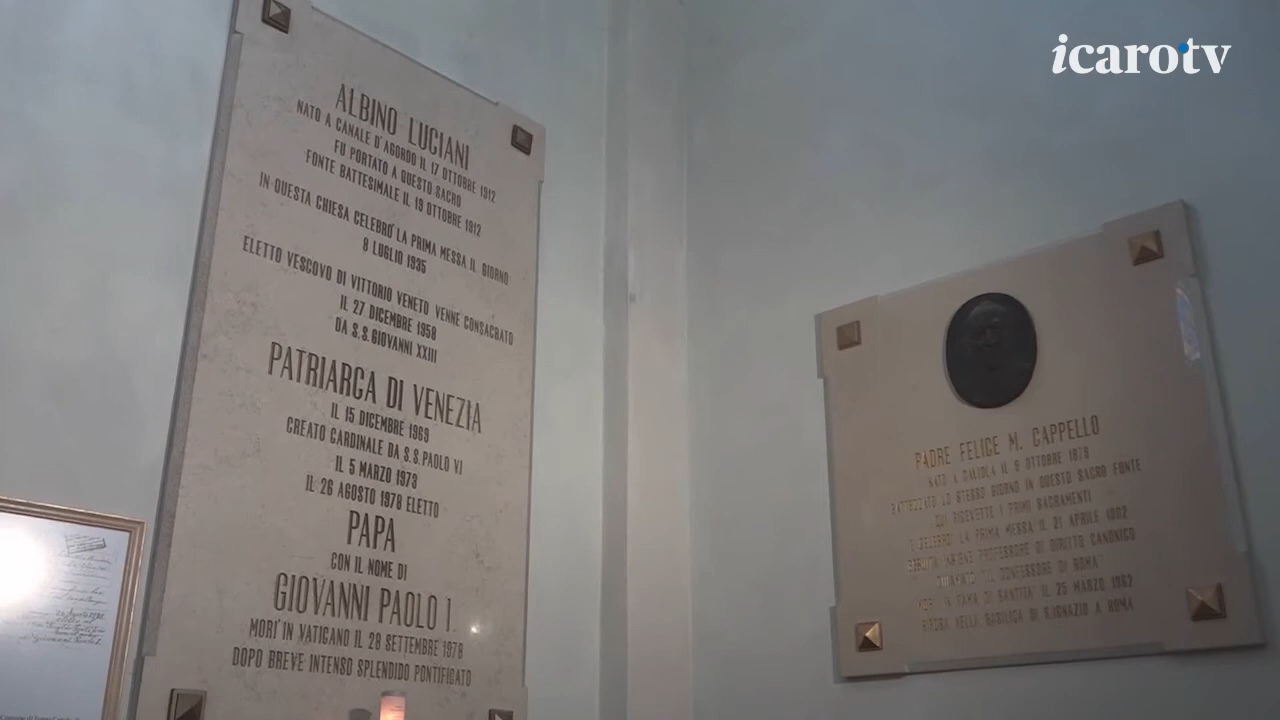 icarotv
ALBINO LUCIANI
NATO A CANALE D'AGORDO IL 17 OTTOBRE 1912
FU PORTATO A QUESTO SACRO
FONTE BATTESIMALE IL 19 OTTOBRE 1912
IN QUESTA CHIESA CELEBRO' LA PRIMA MESSA IL GIORNO
8 LUGLIO 1935
ELETTO VESCOVO DI VITTORIO VENETO VENNE CONSACRATO
IL 27 DICEMBRE 1958
DA S.S. GIOVANNI XXIII
PATRIARCA DI VENEZIA
IL 15 DICEMBRE 1969
CREATO CARDINALE DA S.S. PAOLO VI
IL 5 MARZO 1973
IL 26 AGOSTO 1978 ELETTO
PAPA
CON IL NOME DI
GIOVANNI PAOLO I
MORI' IN VATICANO IL 28 SETTEMBRE 1978
DOPO BREVE INTENSO SPLENDIDO PONTIFICATO
PADRE FELICE M. CAPPELLO
NATO A CAVIOLA IL 9 OTTOBRE 1879
BATTEZZATO LO STESSO GIORNO IN QUESTO SACRO FONTE
QUI RICEVETTE I PRIMI SACRAMENTI
E CELEBRO' LA PRIMA MESSA IL 21 APRILE 1902
INSIGNE PROFESSORE DI DIRITTO CANONICO
"IL CONFESSORE DI ROMA"
MORI' IN FAMA DI SANTITA' IL 25 MARZO 1962
RIPOSA NELLA BASILICA DI S.IGNAZIO A ROMA